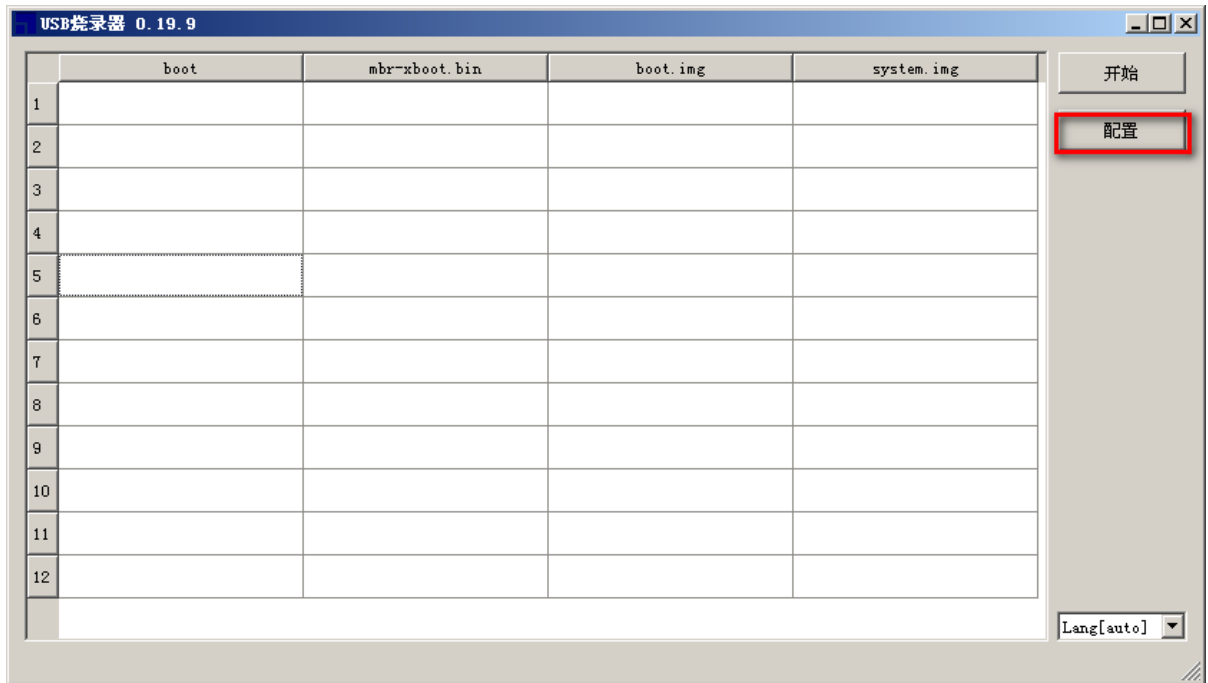 USB烧录器 0.19.9
boot mbr-xboot.bin boot.img system.img
开始
配置
1
2
3
4
5
6
7
8
9
10
11
12
Lang[auto]